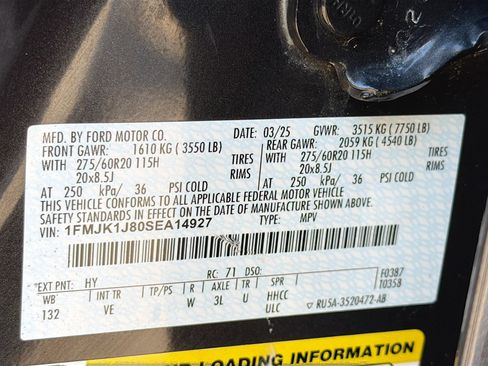 MFD. BY FORD MOTOR CO.
DATE: 03/25 GVWR: 3515 KG ( 7750 LB)
FRONT GAWR: 1610 KG ( 3550 LB) REAR GAWR: 2059 KG ( 4540 LB)
WITH 275/60R20 115H TIRES WITH 275/60R20 115H TIRES
20x8.5J RIMS 20x8.5J RIMS
AT 250 kPa/ 36 PSI COLD AT 250 kPa/ 36 PSI COLD
THIS VEHICLE CONFORMS TO ALL APPLICABLE FEDERAL MOTOR VEHICLE
SAFETY AND THEFT PREVENTION STANDARDS IN EFFECT ON THE
DATE OF MANUFACTURE SHOWN ABOVE.
VIN: 1FMJK1J80SEA14927 TYPE: MPV
EXT PNT: HY RC: 71 DSO: F0387
WB INT TR TP/PS R AXLE TR SPR T0358
132 VE W 3L U HHCC
ULC ▽ RU5A-3520472-AB
LOADING INFORMATION